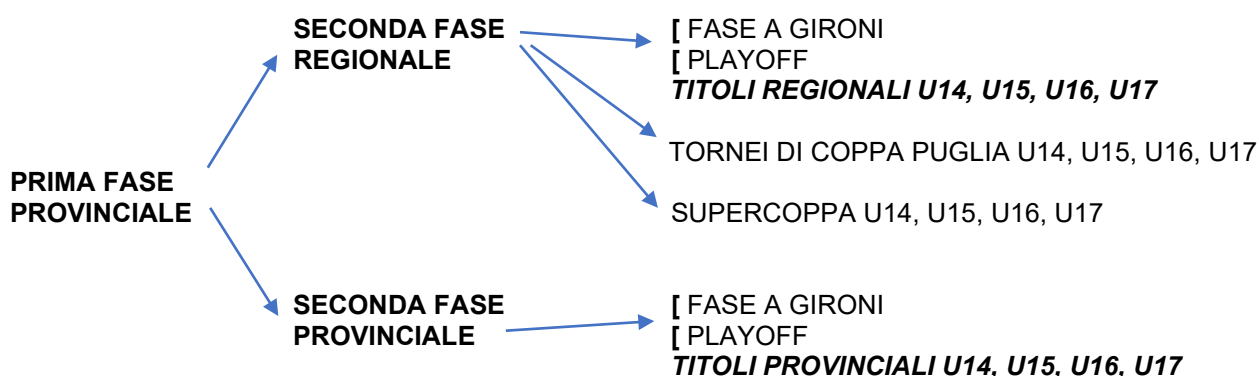 SECONDA FASE
REGIONALE
[ FASE A GIRONI
[ PLAYOFF
TITOLI REGIONALI U14, U15, U16, U17
TORNEI DI COPPA PUGLIA U14, U15, U16, U17
PRIMA FASE
PROVINCIALE
SUPERCOPPA U14, U15, U16, U17
SECONDA FASE
PROVINCIALE
[ FASE A GIRONI
[ PLAYOFF
TITOLI PROVINCIALI U14, U15, U16, U17